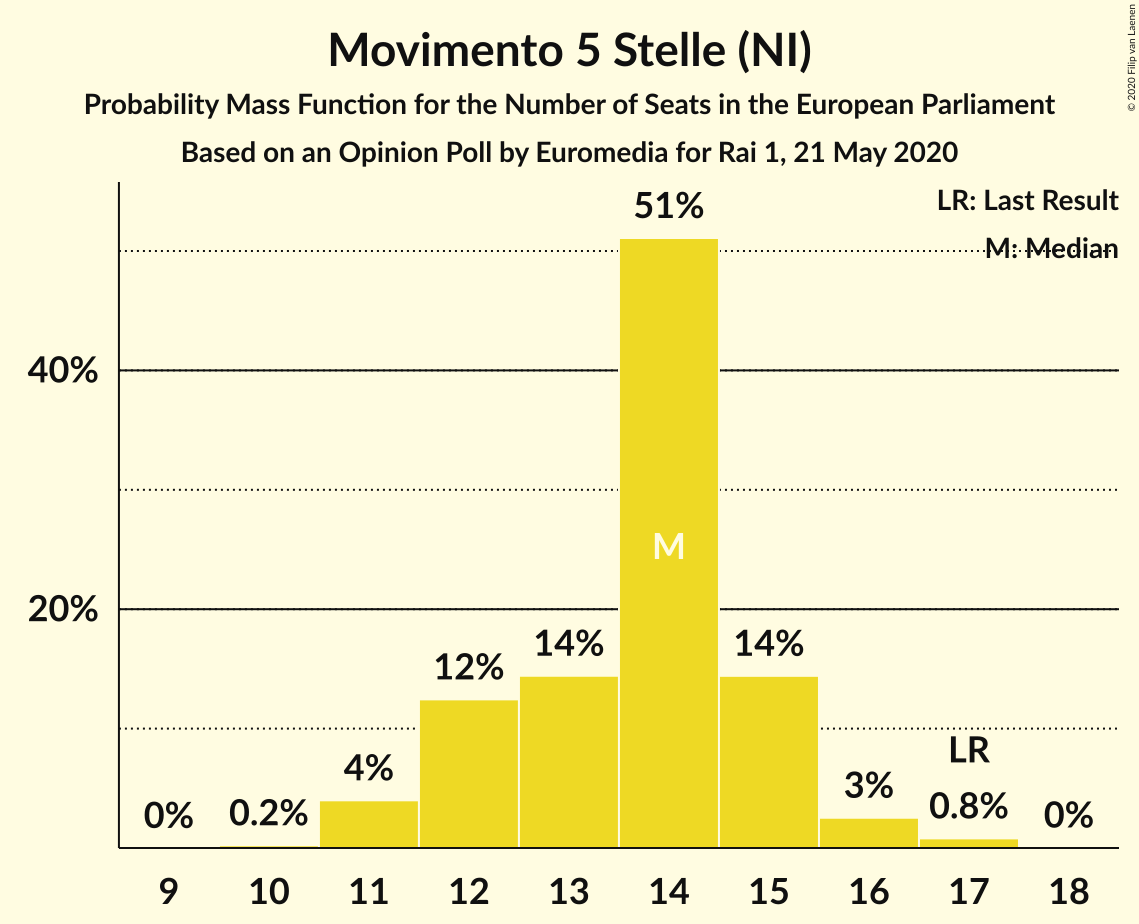 Movimento 5 Stelle (NI)
Probability Mass Function for the Number of Seats in the European Parliament
Based on an Opinion Poll by Euromedia for Rai 1, 21 May 2020
© 2020 Filip van Laenen
LR: Last Result
M: Median
51%
40%
M
20%
14%
14%
12%
LR
4%
3%
0.8%
0%
0.2%
0%
9 10 11 12 13 14 15 16 17 18